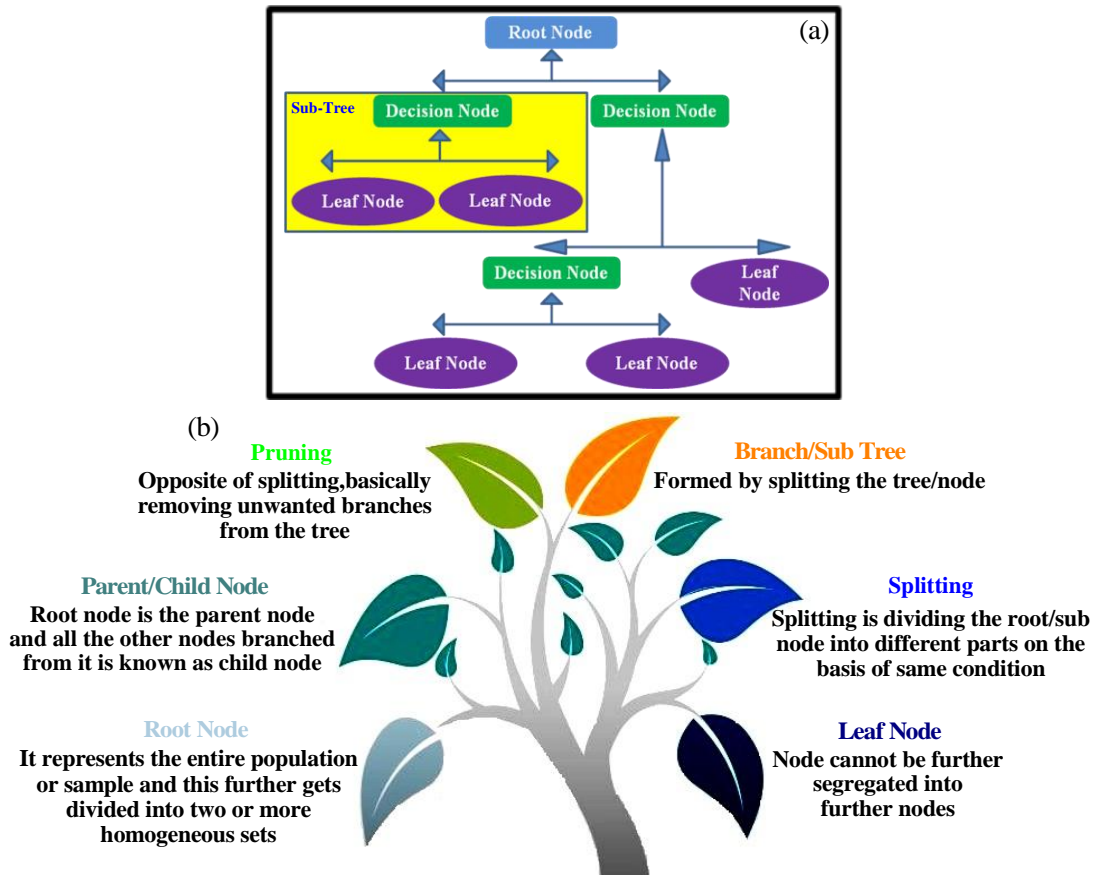 (a)
Root Node
Sub-Tree
Decision Node
Decision Node
Leaf Node
Leaf Node
Decision Node
Leaf
Node
Leaf Node
Leaf Node
(b)
Pruning
Opposite of splitting,basically
removing unwanted branches
from the tree
Branch/Sub Tree
Formed by splitting the tree/node
Parent/Child Node
Root node is the parent node
and all the other nodes branched
from it is known as child node
Splitting
Splitting is dividing the root/sub
node into different parts on the
basis of same condition
Root Node
It represents the entire population
or sample and this further gets
divided into two or more
homogeneous sets
Leaf Node
Node cannot be further
segregated into
further nodes